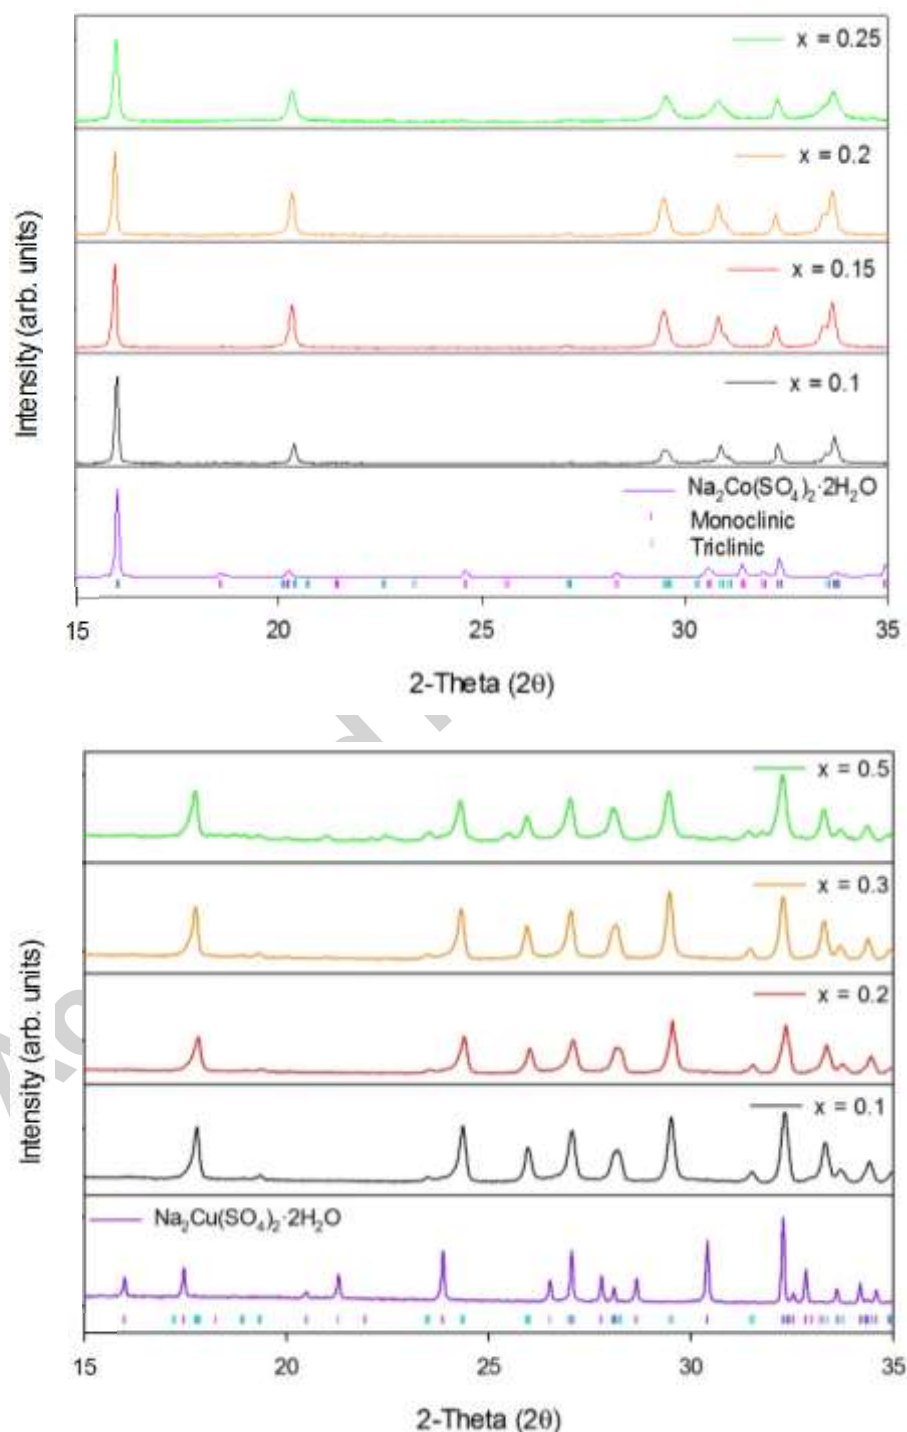 x = 0.25
x = 0.2
x = 0.15
x = 0.1
Na₂Co(SO₄)₂·2H₂O
Monoclinic
Triclinic
Intensity (arb. units)
15 20 25 30 35
2-Theta (2θ)
x = 0.5
x = 0.3
x = 0.2
x = 0.1
Na₂Cu(SO₄)₂·2H₂O
Intensity (arb. units)
15 20 25 30 35
2-Theta (2θ)